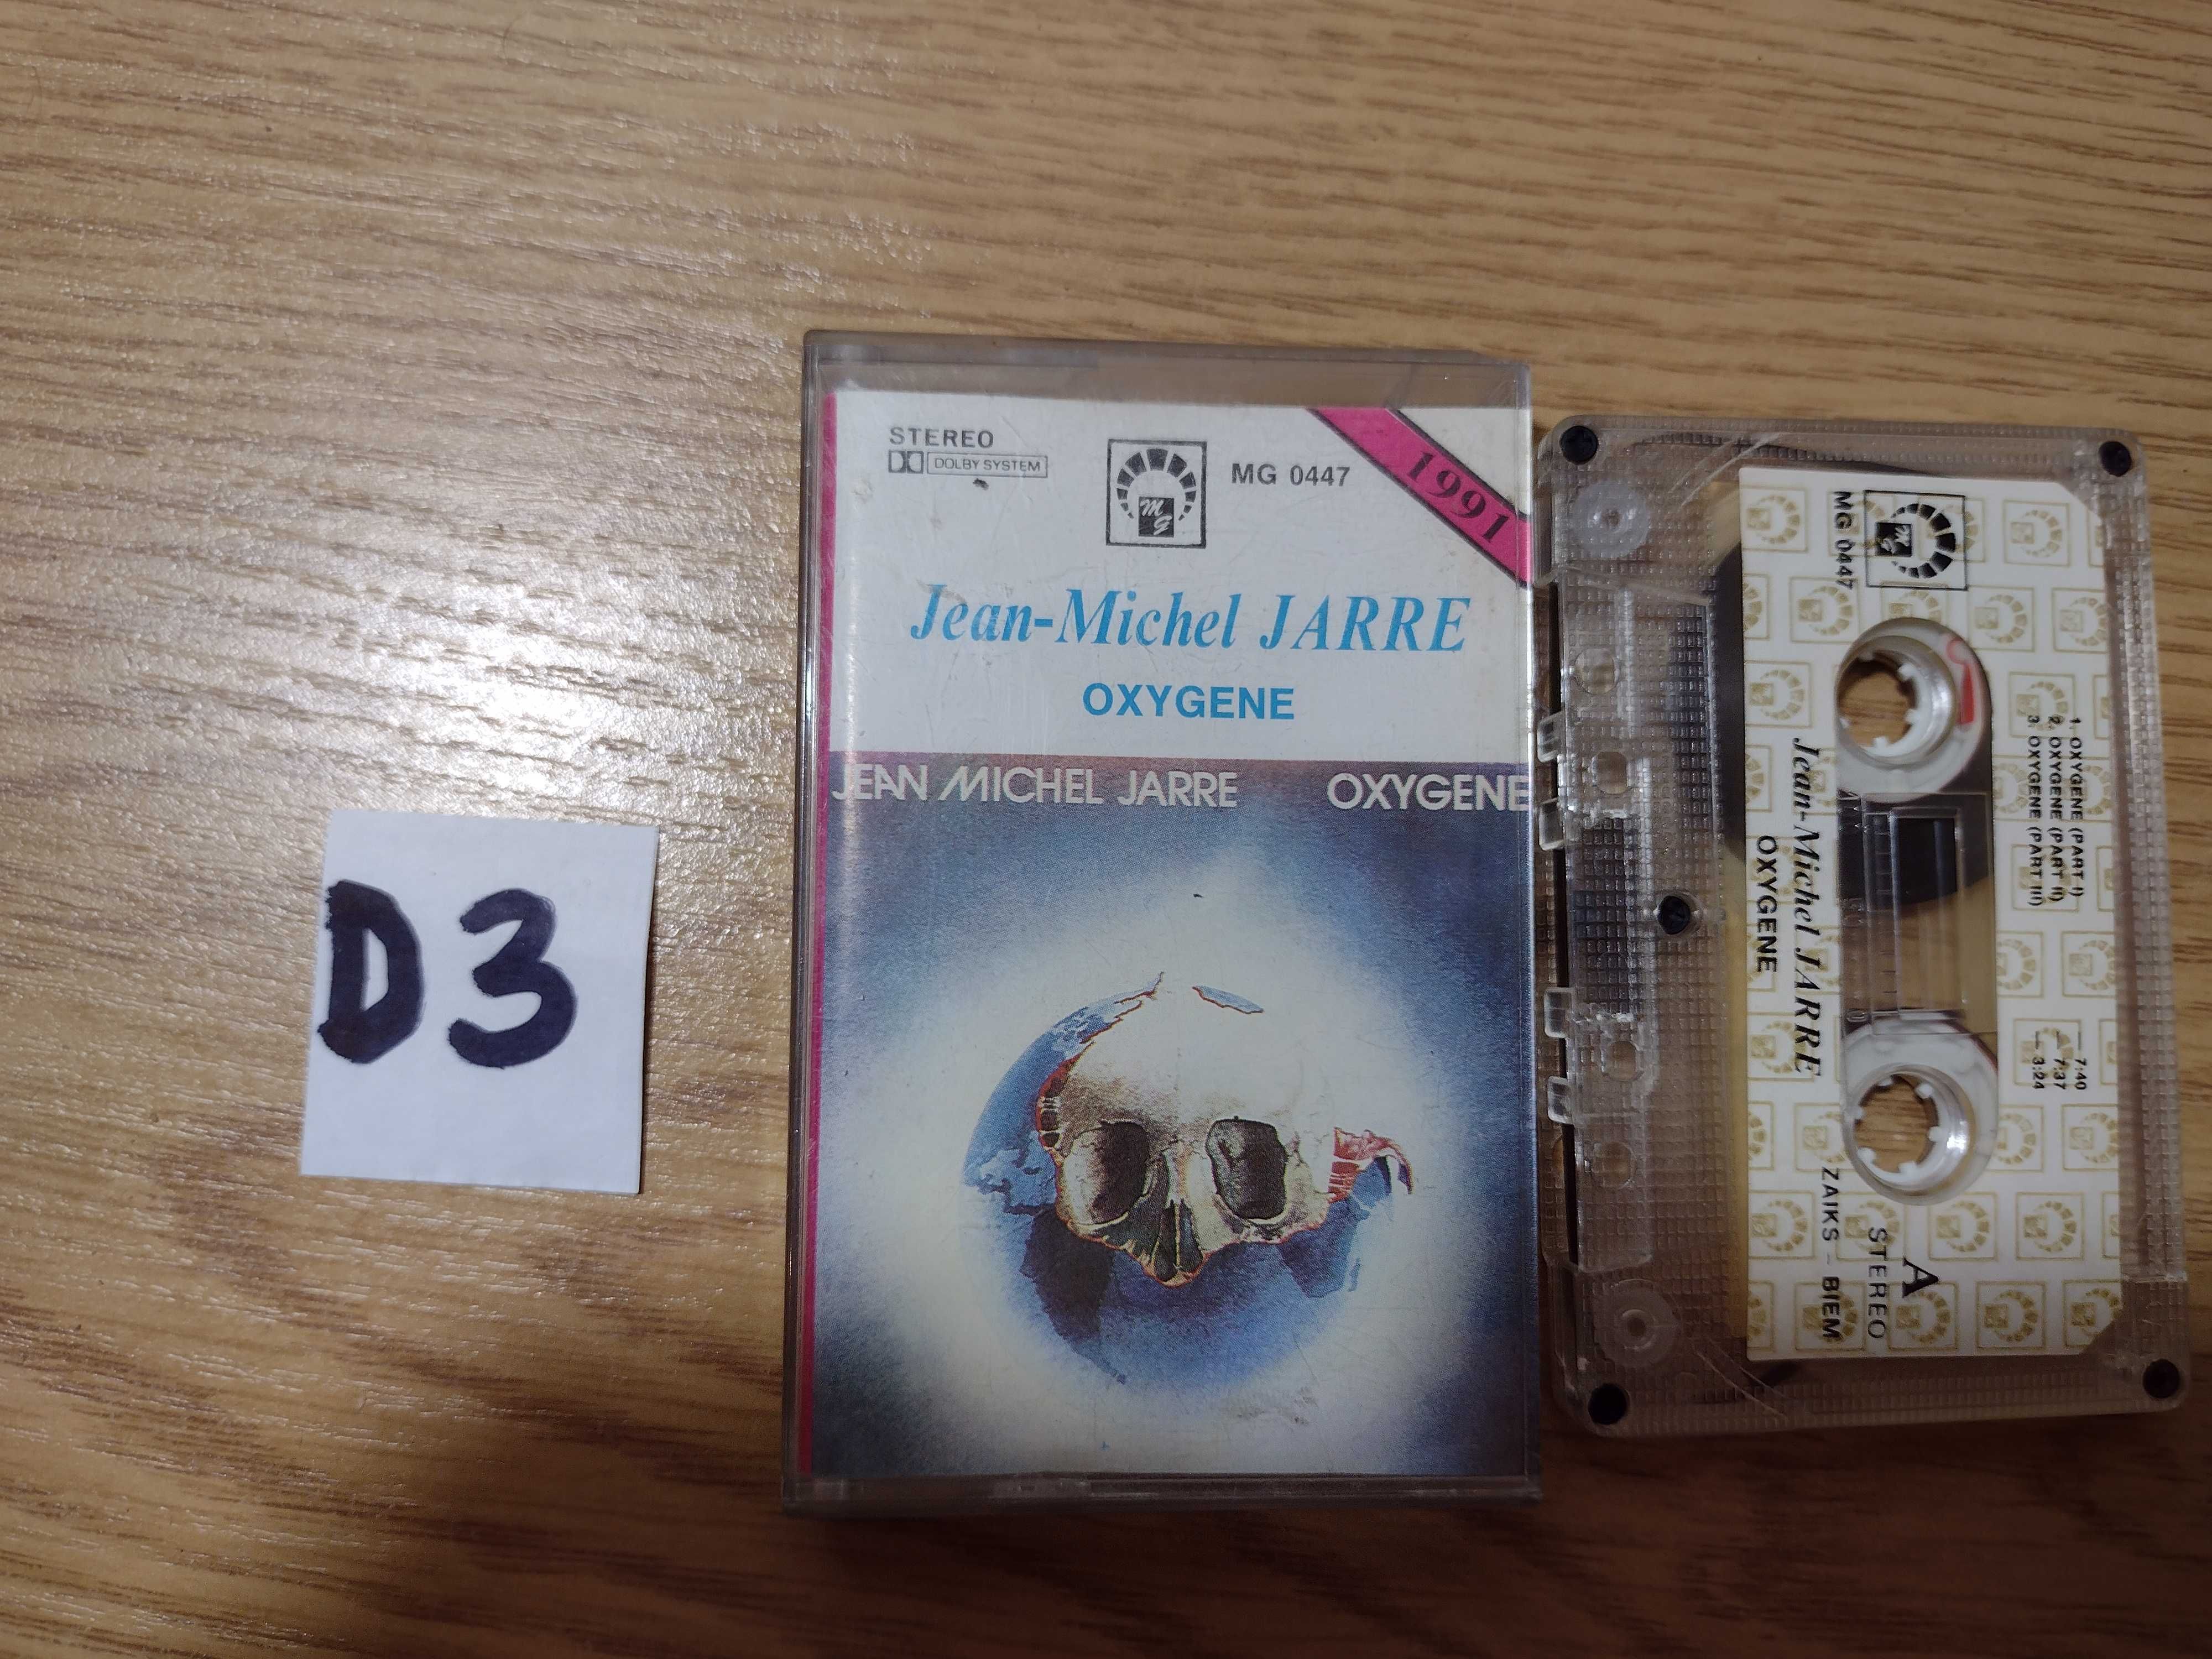 D3
STEREO
DOLBY SYSTEM
MG
MG 0447
1991
Jean-Michel JARRE
OXYGENE
JEAN MICHEL JARRE OXYGENE
1. OXYGENE (PART I) — 7:40
2. OXYGENE (PART II) — 7:37
3. OXYGENE (PART III) — 3:24
MG
MG 0447
A
STEREO
ZAIKS – BIEM
Jean-Michel JARRE
OXYGENE